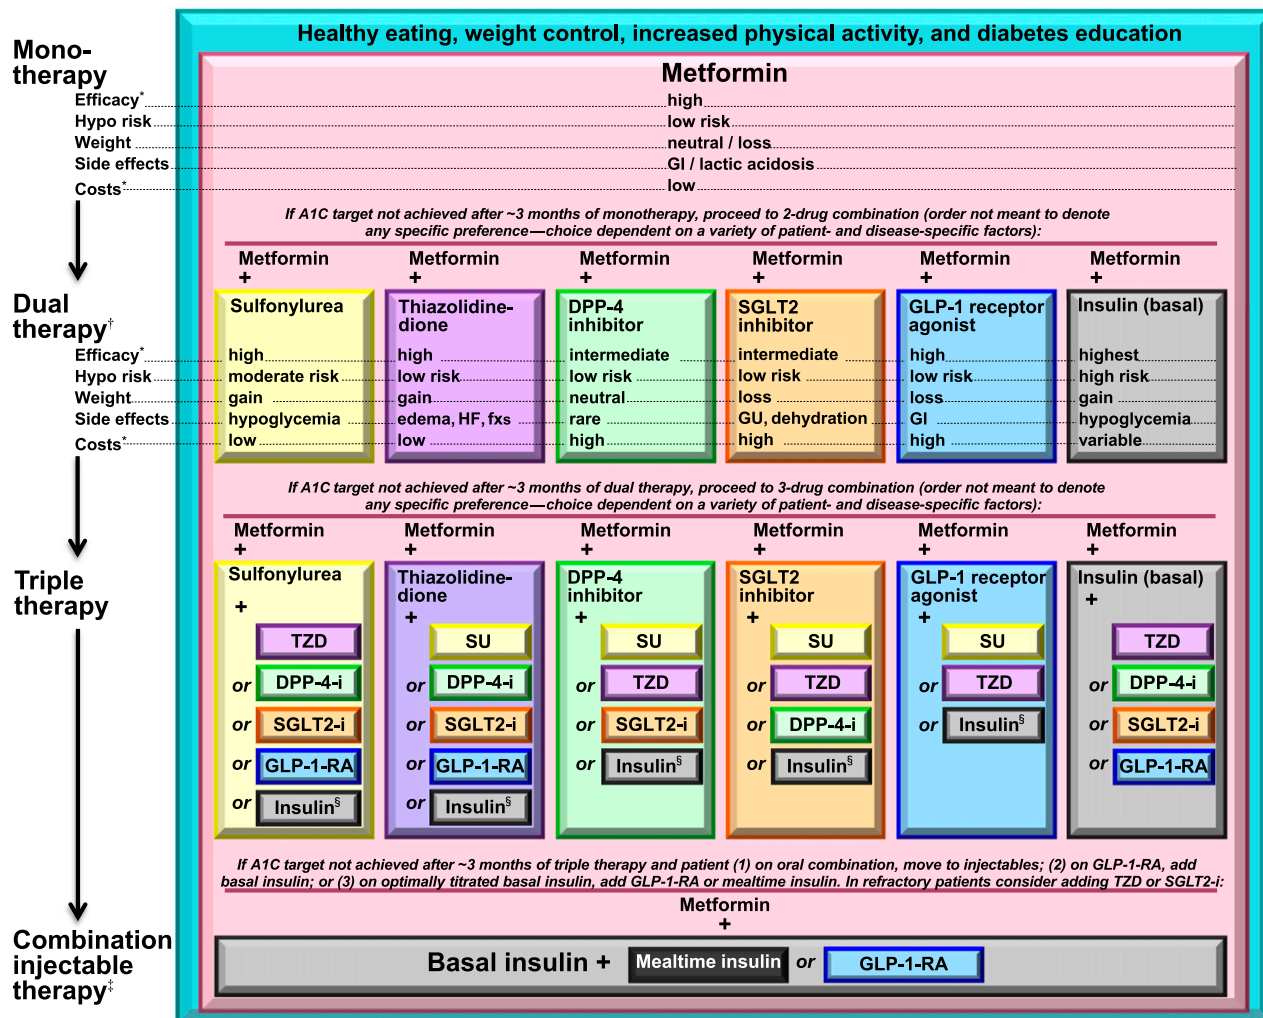 Healthy eating, weight control, increased physical activity, and diabetes education
Mono-
therapy
Metformin
Efficacy* high
Hypo risk low risk
Weight neutral / loss
Side effects GI / lactic acidosis
Costs* low
If A1C target not achieved after ~3 months of monotherapy, proceed to 2-drug combination (order not meant to denote
any specific preference—choice dependent on a variety of patient- and disease-specific factors):
Metformin Metformin Metformin Metformin Metformin Metformin
+ + + + + +
Dual
therapy†
Sulfonylurea Thiazolidine- DPP-4 SGLT2 GLP-1 receptor Insulin (basal)
dione inhibitor inhibitor agonist
Efficacy* high high intermediate intermediate high highest
Hypo risk moderate risk low risk low risk low risk low risk high risk
Weight gain gain neutral loss loss gain
Side effects hypoglycemia edema, HF, fxs rare GU, dehydration GI hypoglycemia
Costs* low low high high high variable
If A1C target not achieved after ~3 months of dual therapy, proceed to 3-drug combination (order not meant to denote
any specific preference—choice dependent on a variety of patient- and disease-specific factors):
Metformin Metformin Metformin Metformin Metformin Metformin
+ + + + + +
Triple
therapy
Sulfonylurea Thiazolidine- DPP-4 SGLT2 GLP-1 receptor Insulin (basal)
dione inhibitor inhibitor agonist
+ + + + + +
TZD SU SU SU SU TZD
or DPP-4-i or DPP-4-i or TZD or TZD or TZD or DPP-4-i
or SGLT2-i or SGLT2-i or SGLT2-i or DPP-4-i or Insulin§ or SGLT2-i
or GLP-1-RA or GLP-1-RA or Insulin§ or Insulin§ or GLP-1-RA
or Insulin§ or Insulin§
If A1C target not achieved after ~3 months of triple therapy and patient (1) on oral combination, move to injectables; (2) on GLP-1-RA, add
basal insulin; or (3) on optimally titrated basal insulin, add GLP-1-RA or mealtime insulin. In refractory patients consider adding TZD or SGLT2-i:
Metformin
+
Combination
injectable
therapy‡
Basal insulin + Mealtime insulin or GLP-1-RA